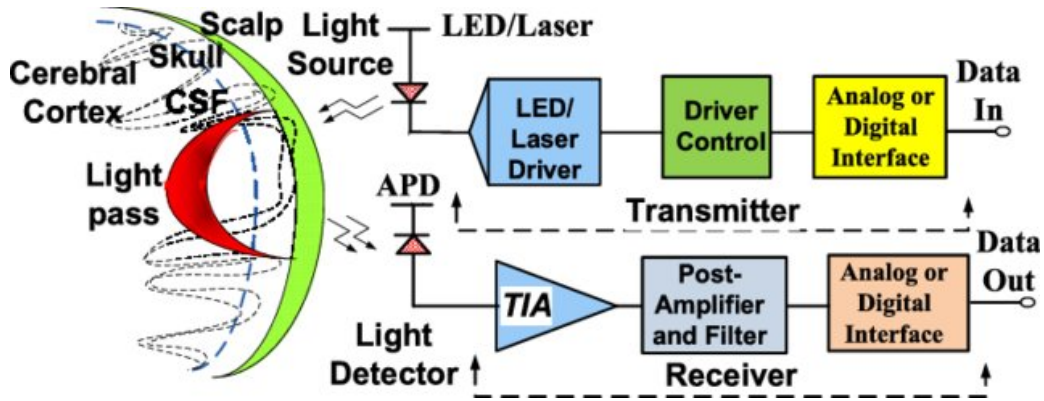 Scalp
Skull
Cerebral
Cortex
CSF
Light
pass
Light
Source
LED/Laser
LED/
Laser
Driver
Driver
Control
Analog or
Digital
Interface
Data
In
Transmitter
APD
Light
Detector
TIA
Post-
Amplifier
and Filter
Analog or
Digital
Interface
Data
Out
Receiver